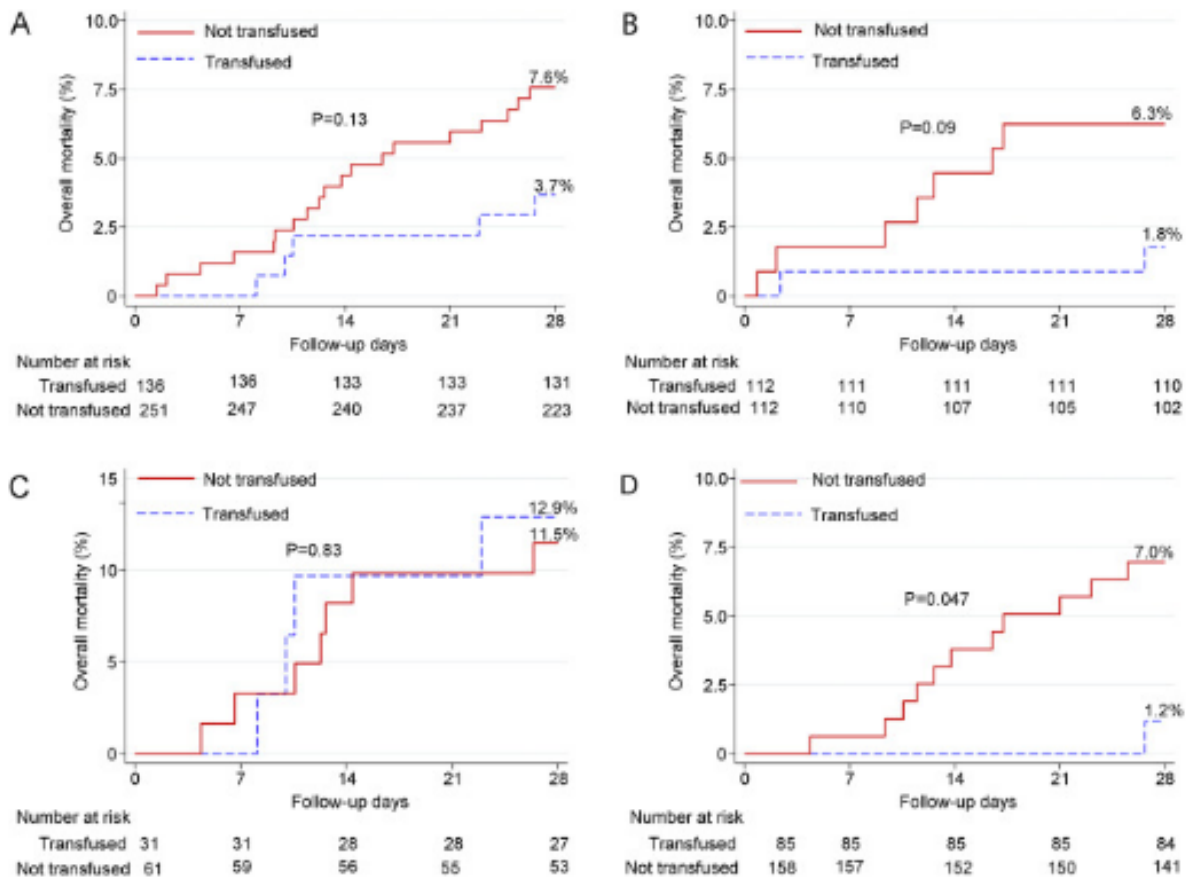 A
10.0
Not transfused
Transfused
7.6%
7.5
P=0.13
5.0
3.7%
2.5
0
Overall mortality (%)
0 7 14 21 28
Follow-up days
Number at risk
Transfused 136 136 133 133 131
Not transfused 251 247 240 237 223
B
10.0
Not transfused
Transfused
7.5
6.3%
P=0.09
5.0
2.5
1.8%
0
Overall mortality (%)
0 7 14 21 28
Follow-up days
Number at risk
Transfused 112 111 111 111 110
Not transfused 112 110 107 105 102
C
15
Not transfused
Transfused
12.9%
11.5%
P=0.83
10
5
0
Overall mortality (%)
0 7 14 21 28
Follow-up days
Number at risk
Transfused 31 31 28 28 27
Not transfused 61 59 56 55 53
D
10.0
Not transfused
Transfused
7.5
7.0%
P=0.047
5.0
2.5
1.2%
0
Overall mortality (%)
0 7 14 21 28
Follow-up days
Number at risk
Transfused 85 85 85 85 84
Not transfused 158 157 152 150 141